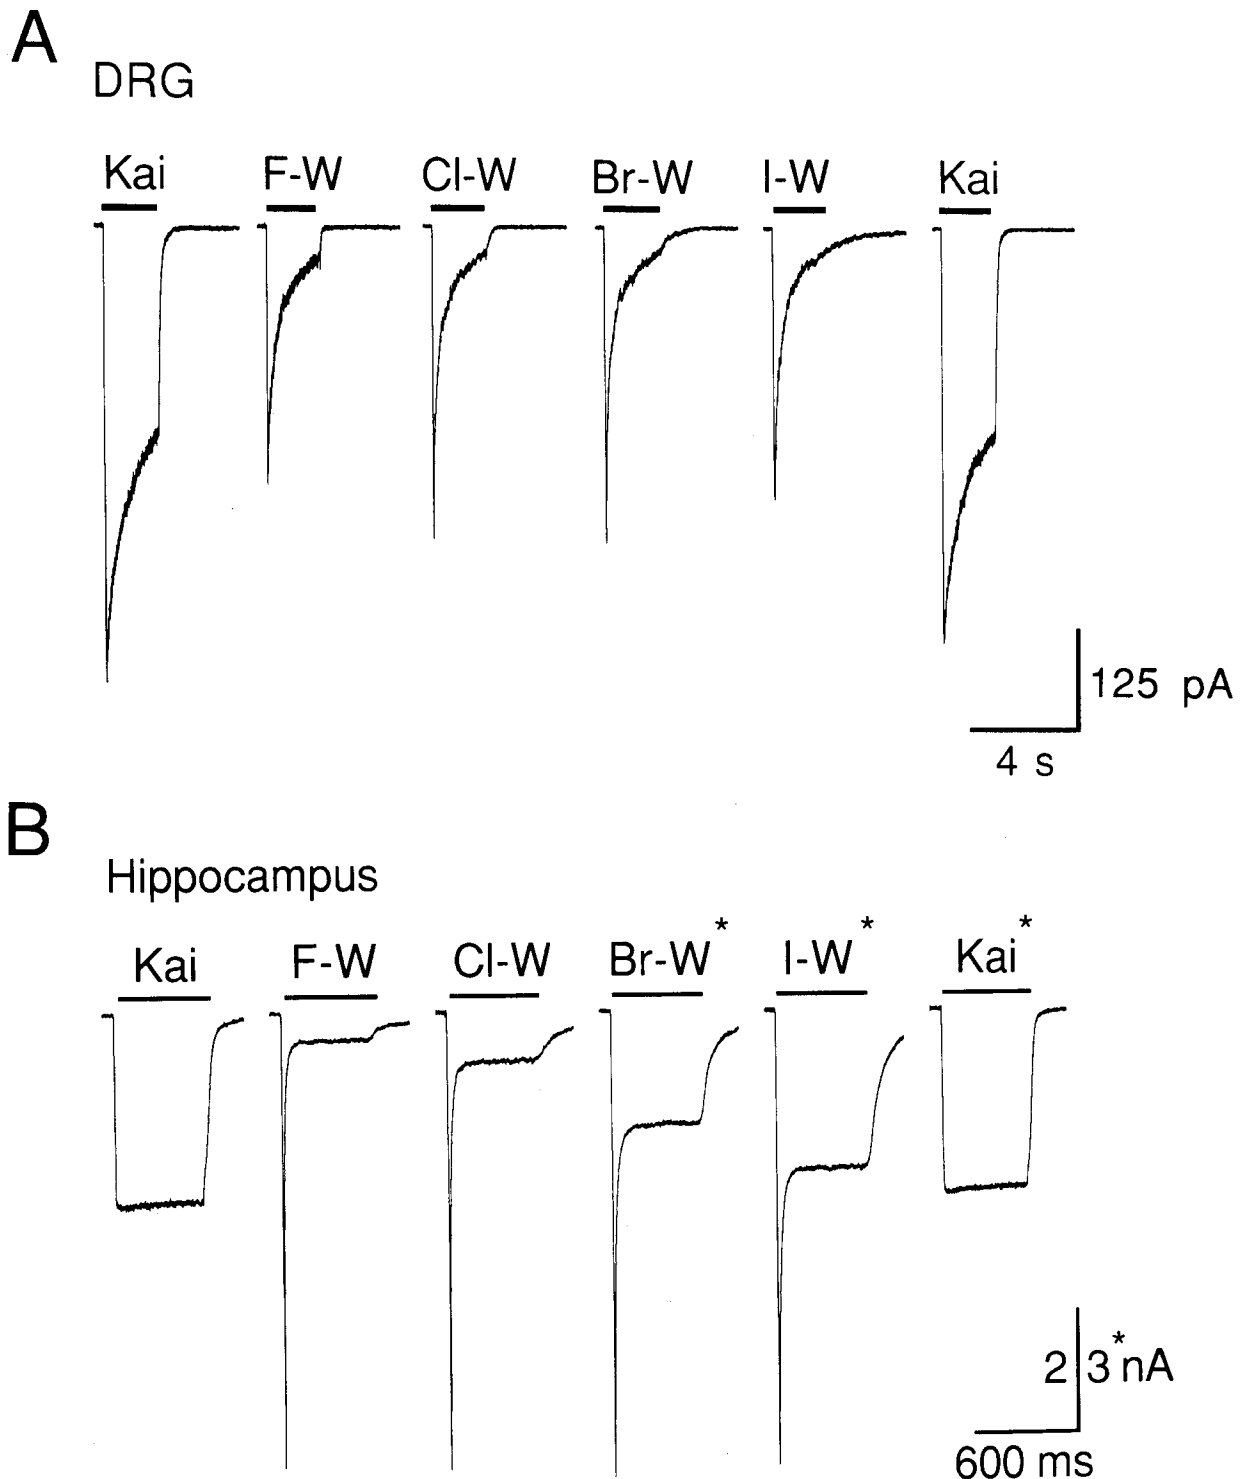 A
DRG
Kai F-W Cl-W Br-W I-W Kai
125 pA
4 s
B
Hippocampus
Kai F-W Cl-W Br-W* I-W* Kai*
2 3* nA
600 ms